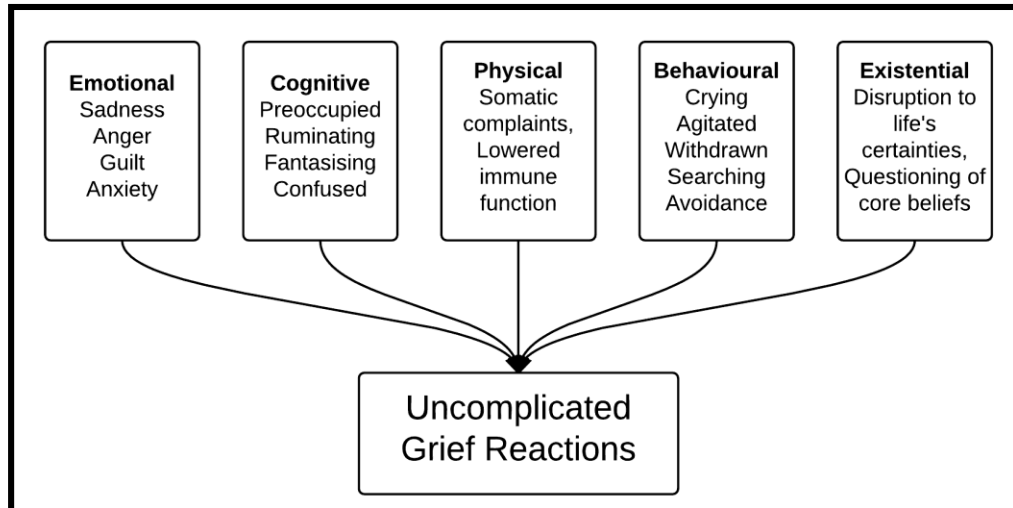 Emotional
Sadness
Anger
Guilt
Anxiety
Cognitive
Preoccupied
Ruminating
Fantasising
Confused
Physical
Somatic
complaints,
Lowered
immune
function
Behavioural
Crying
Agitated
Withdrawn
Searching
Avoidance
Existential
Disruption to
life's
certainties,
Questioning of
core beliefs
Uncomplicated
Grief Reactions